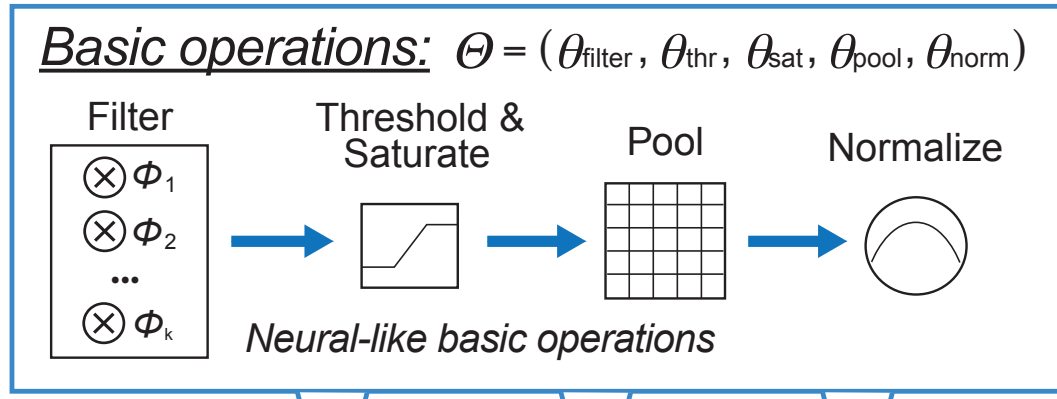 Basic operations: Θ = (θfilter, θthr, θsat, θpool, θnorm)
Filter
⊗ Φ1
⊗ Φ2
...
⊗ Φk
Threshold &
Saturate
Pool
Normalize
Neural-like basic operations